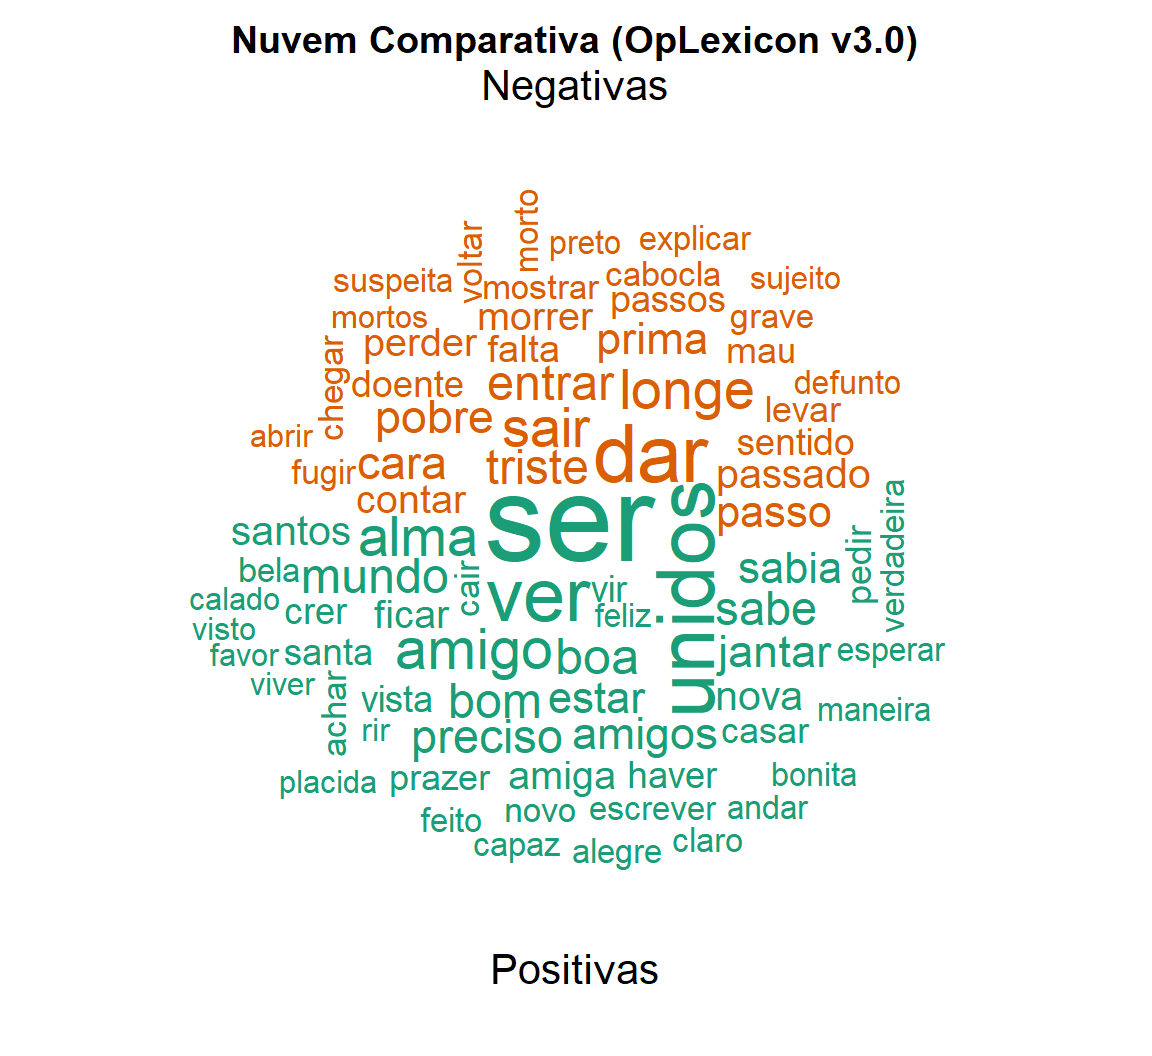 Nuvem Comparativa (OpLexicon v3.0)
Negativas
morto
voltar
preto
explicar
suspeita
mostrar
cabocla
sujeito
mortos
morrer
passos
grave
perder
falta
prima
mau
chegar
doente
entrar
longe
defunto
abrir
pobre
sair
levar
fugir
cara
triste
dar
sentido
contar
passado
passo
santos
alma
ser
unidos
verdadeira
bela
mundo
cair
ver
vir
sabia
pedir
calado
crer
ficar
feliz
sabe
visto
favor
santa
amigo
boa
jantar
esperar
viver
achar
vista
bom
estar
nova
maneira
rir
preciso
amigos
casar
placida
prazer
amiga
haver
bonita
feito
novo
escrever
andar
capaz
alegre
claro
Positivas